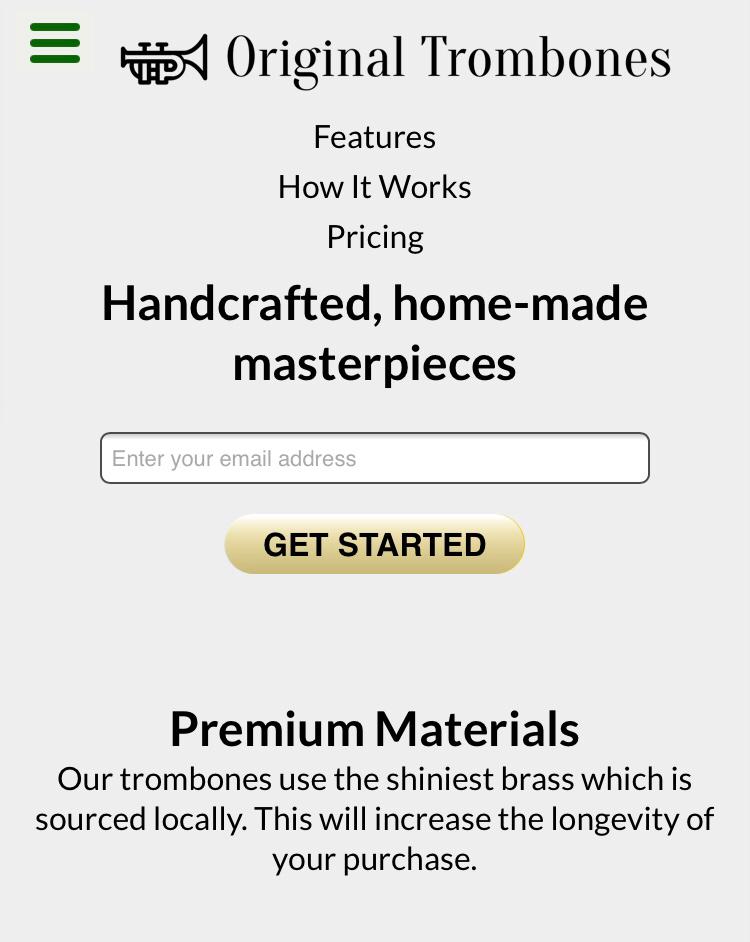 Original Trombones
Features
How It Works
Pricing
Handcrafted, home-made
masterpieces
Enter your email address
GET STARTED
Premium Materials
Our trombones use the shiniest brass which is
sourced locally. This will increase the longevity of
your purchase.